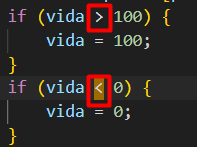 if (vida > 100) {
    vida = 100;
}
if (vida < 0) {
    vida = 0;
}